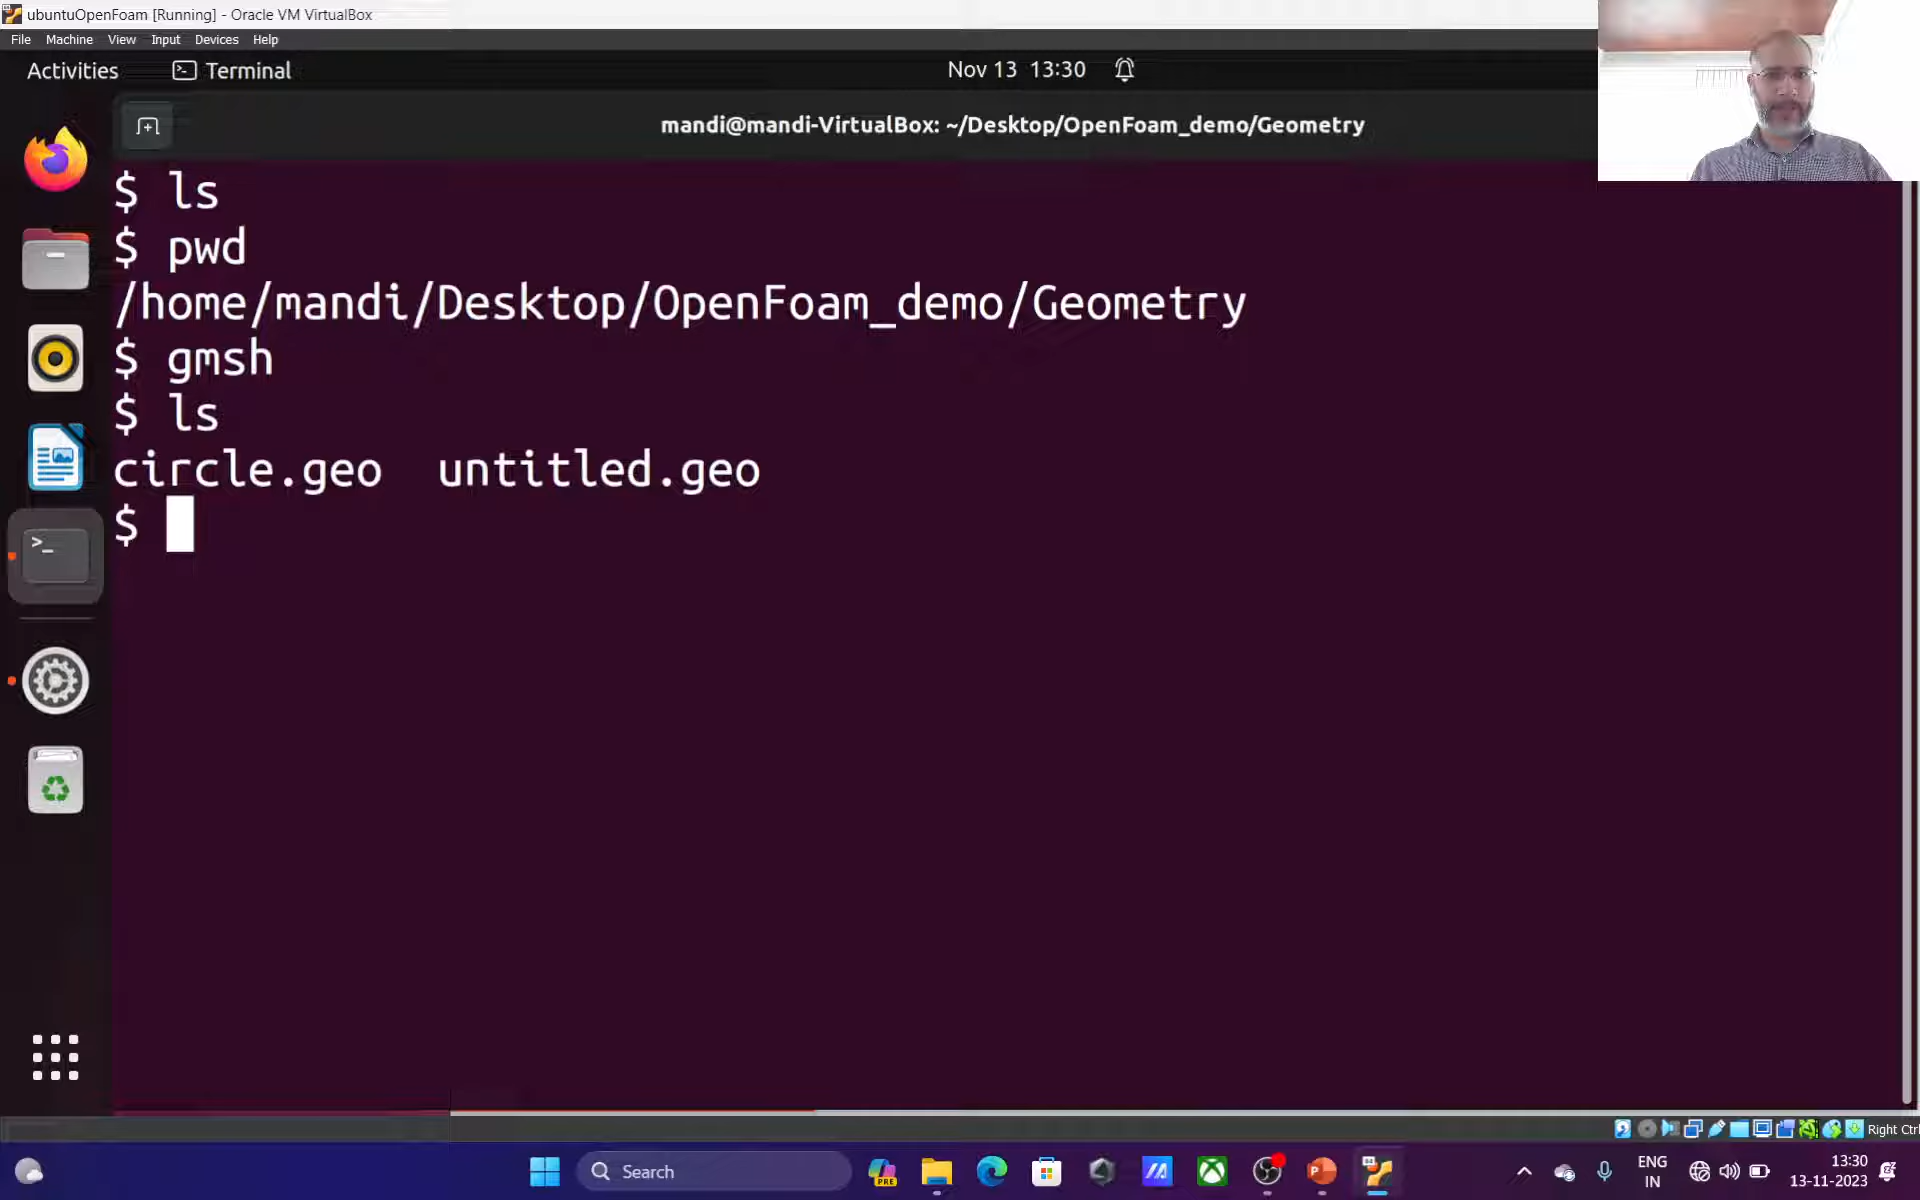 ubuntuOpenFoam [Running] - Oracle VM VirtualBox
File Machine View Input Devices Help
Activities Terminal Nov 13 13:30
mandi@mandi-VirtualBox: ~/Desktop/OpenFoam_demo/Geometry
$ ls
$ pwd
/home/mandi/Desktop/OpenFoam_demo/Geometry
$ gmsh
$ ls
circle.geo untitled.geo
$
Right Ctrl
Search
PRE
ENG
IN
13:30
13-11-2023